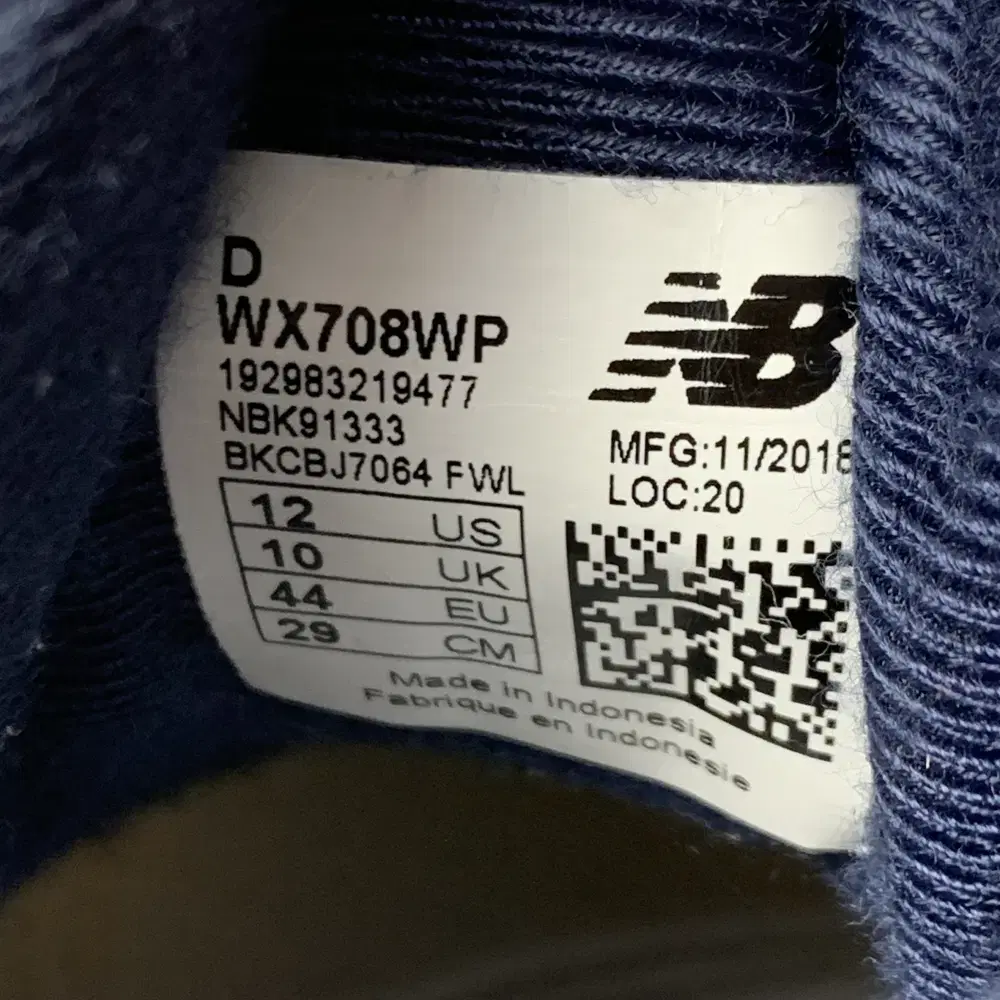 D
WX708WP
192983219477
NBK91333
BKCBJ7064 FWL
12 US
10 UK
44 EU
29 CM
NB
MFG:11/2018
LOC:20
Made in Indonesia
Fabrique en Indonesie